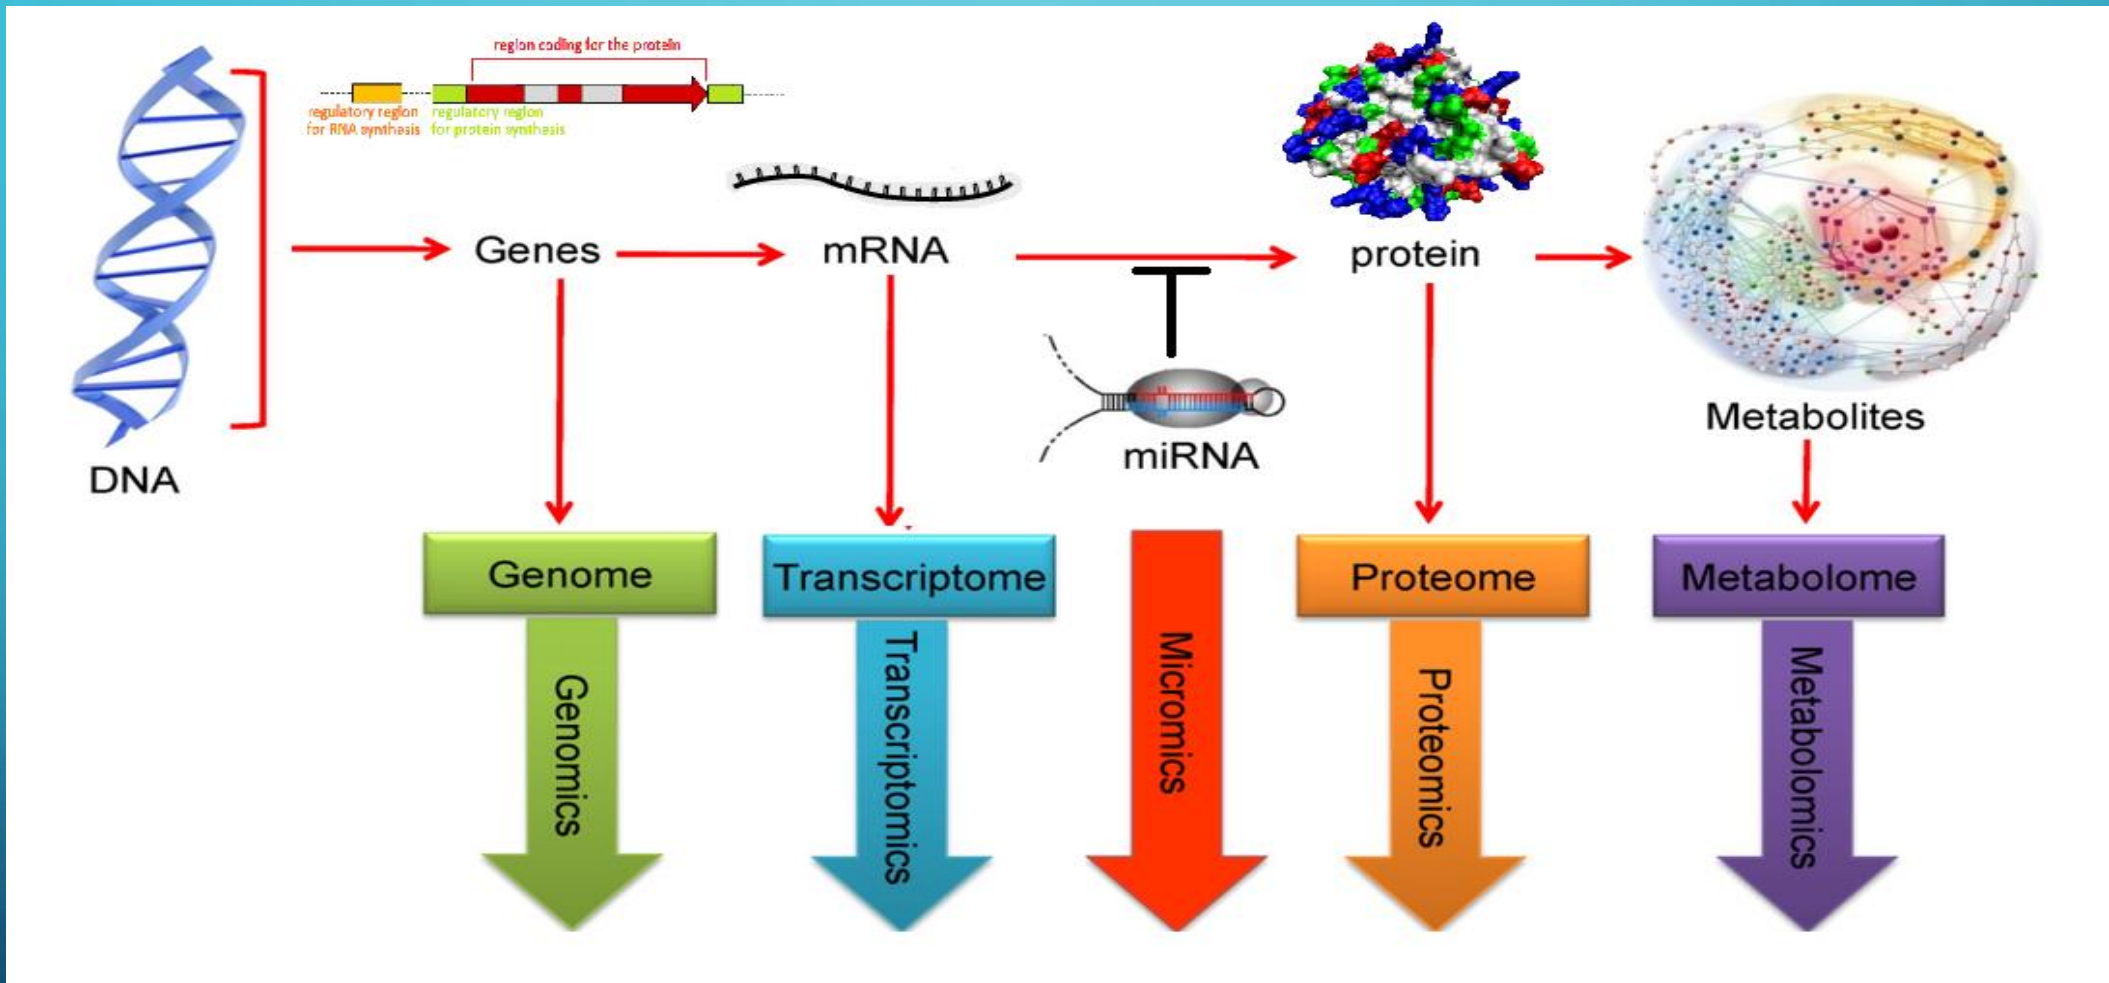 region coding for the protein
regulatory region
for RNA synthesis
regulatory region
for protein synthesis
DNA
Genes
mRNA
miRNA
protein
Metabolites
Genome
Transcriptome
Proteome
Metabolome
Genomics
Transcriptomics
Micromics
Proteomics
Metabolomics